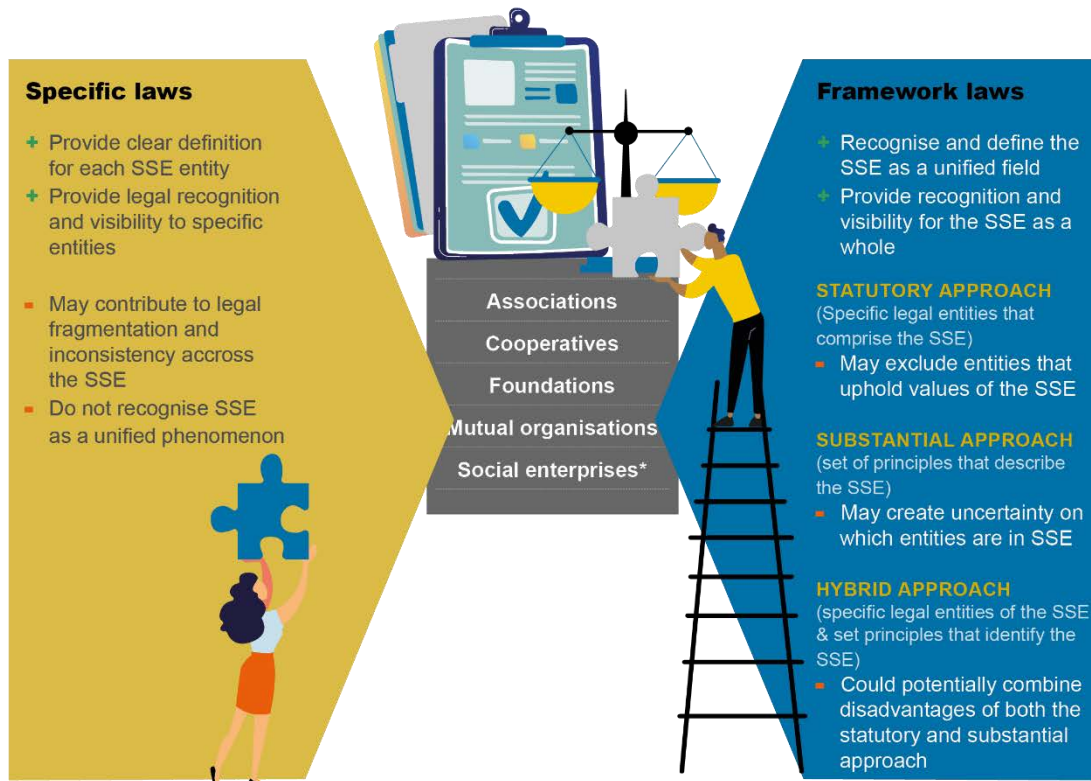 Specific laws
+ Provide clear definition
for each SSE entity
+ Provide legal recognition
and visibility to specific
entities
- May contribute to legal
fragmentation and
inconsistency accross
the SSE
- Do not recognise SSE
as a unified phenomenon
Associations
Cooperatives
Foundations
Mutual organisations
Social enterprises*
Framework laws
+ Recognise and define the
SSE as a unified field
+ Provide recognition and
visibility for the SSE as a
whole
STATUTORY APPROACH
(Specific legal entities that
comprise the SSE)
- May exclude entities that
uphold values of the SSE
SUBSTANTIAL APPROACH
(set of principles that describe
the SSE)
- May create uncertainty on
which entities are in SSE
HYBRID APPROACH
(specific legal entities of the SSE
& set principles that identify the
SSE)
- Could potentially combine
disadvantages of both the
statutory and substantial
approach